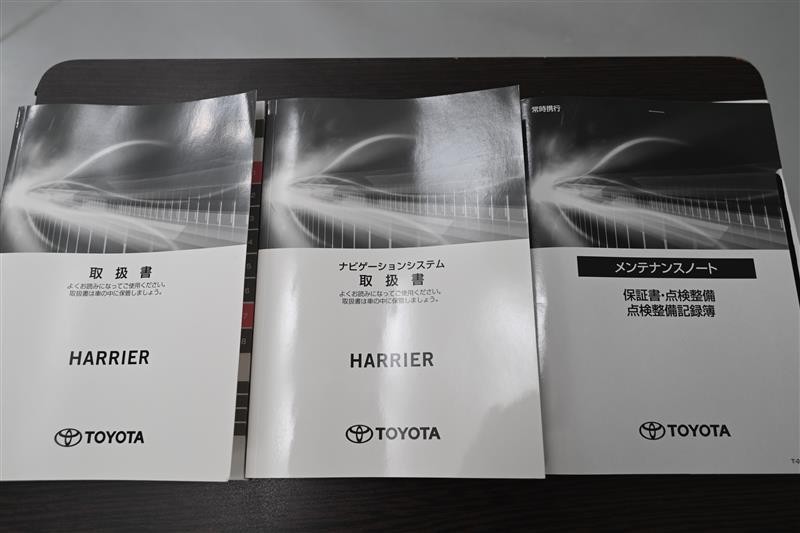 取扱書
よくお読みになってご使用ください。
取扱書は車の中に保管しましょう。
HARRIER
TOYOTA
ナビゲーションシステム
取扱書
よくお読みになってご使用ください。
取扱書は車の中に保管しましょう。
HARRIER
TOYOTA
常時携行
メンテナンスノート
保証書・点検整備
点検整備記録簿
TOYOTA